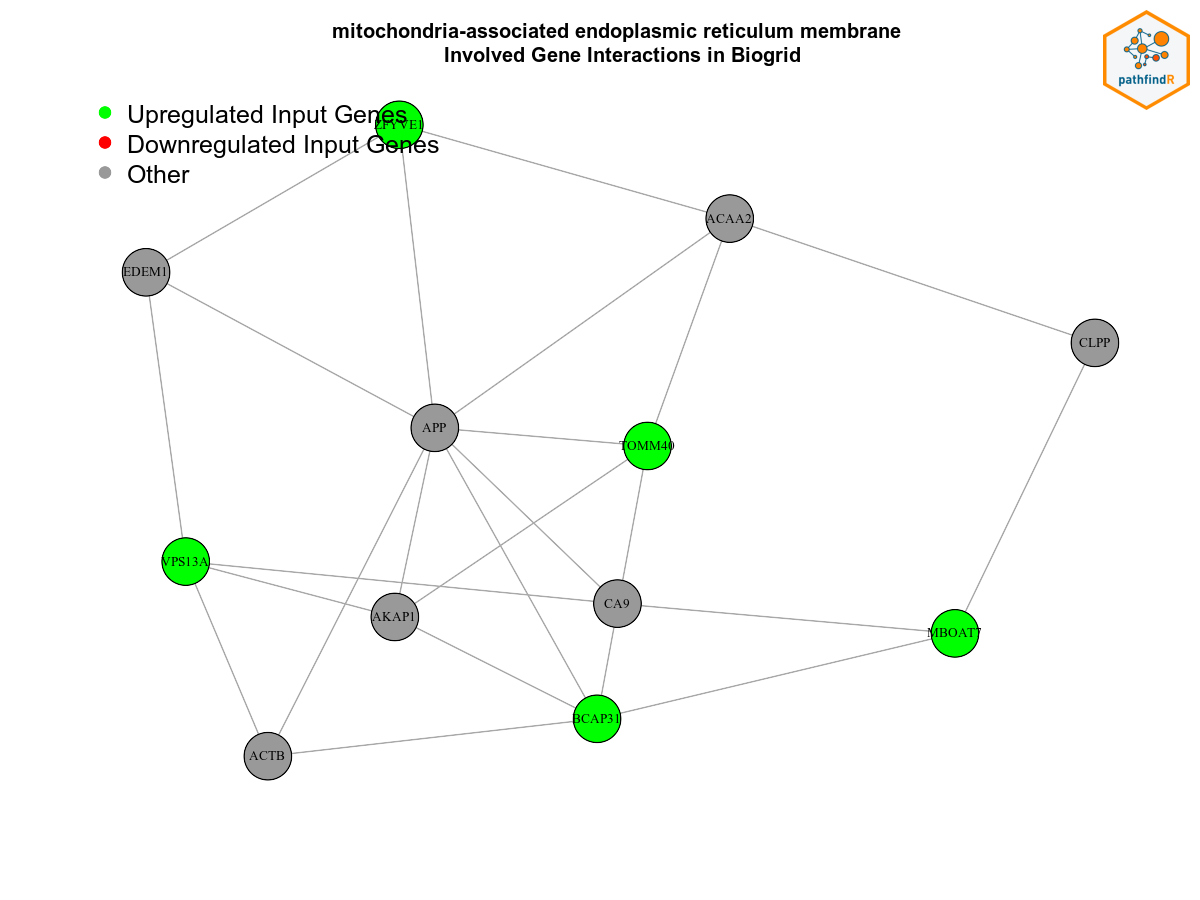 mitochondria-associated endoplasmic reticulum membrane
Involved Gene Interactions in Biogrid
pathfindR
Upregulated Input Genes
Downregulated Input Genes
Other
ZFYVE1
ACAA2
EDEM1
CLPP
APP
TOMM40
VPS13A
AKAP1
CA9
MBOAT7
BCAP31
ACTB